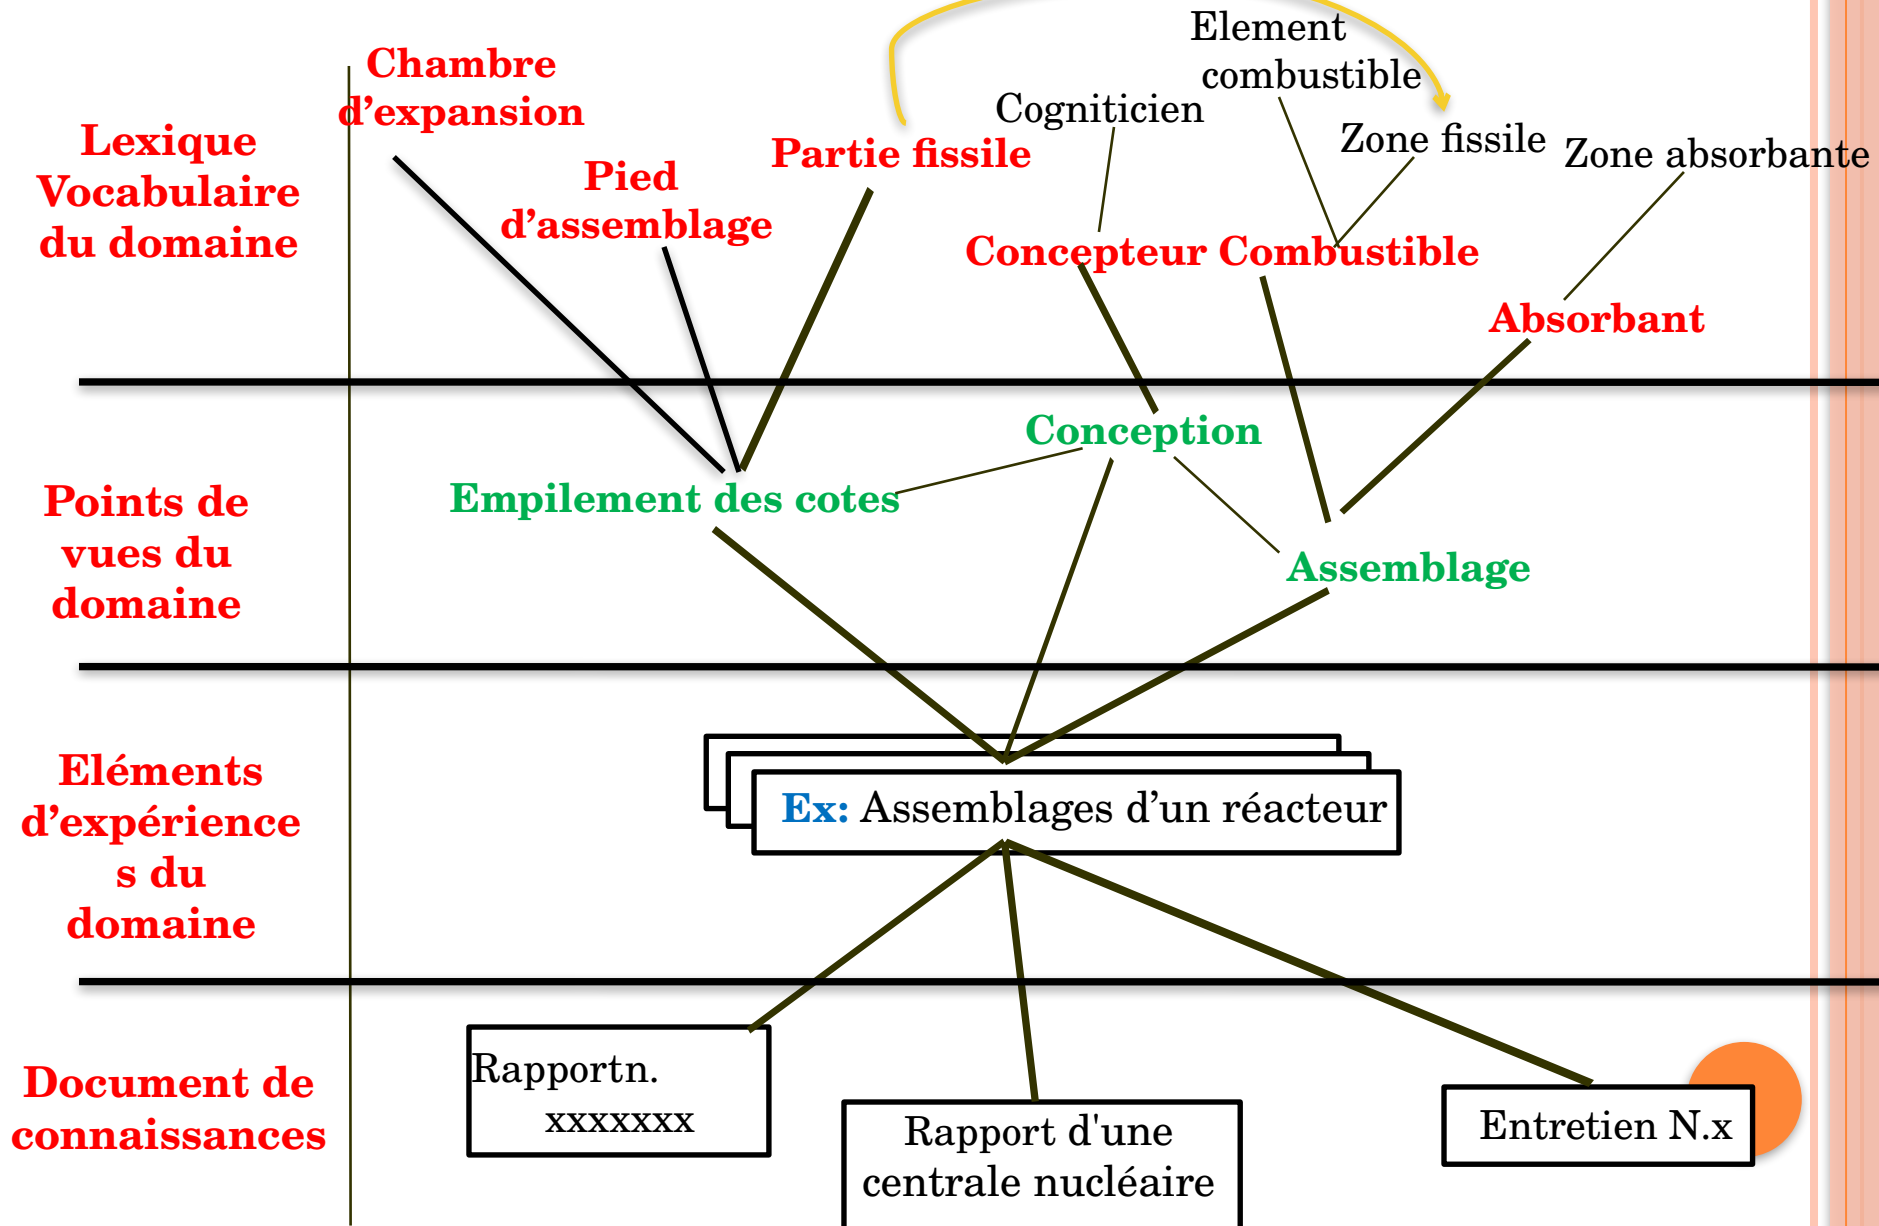 Lexique
Vocabulaire
du domaine
Chambre
d’expansion
Pied
d’assemblage
Partie fissile
Cogniticien
Element
combustible
Zone fissile
Zone absorbante
Concepteur
Combustible
Absorbant
Points de
vues du
domaine
Conception
Empilement des cotes
Assemblage
Eléments
d’expérience
s du
domaine
Ex: Assemblages d’un réacteur
Document de
connaissances
Rapportn.
xxxxxxx
Rapport d'une
centrale nucléaire
Entretien N.x